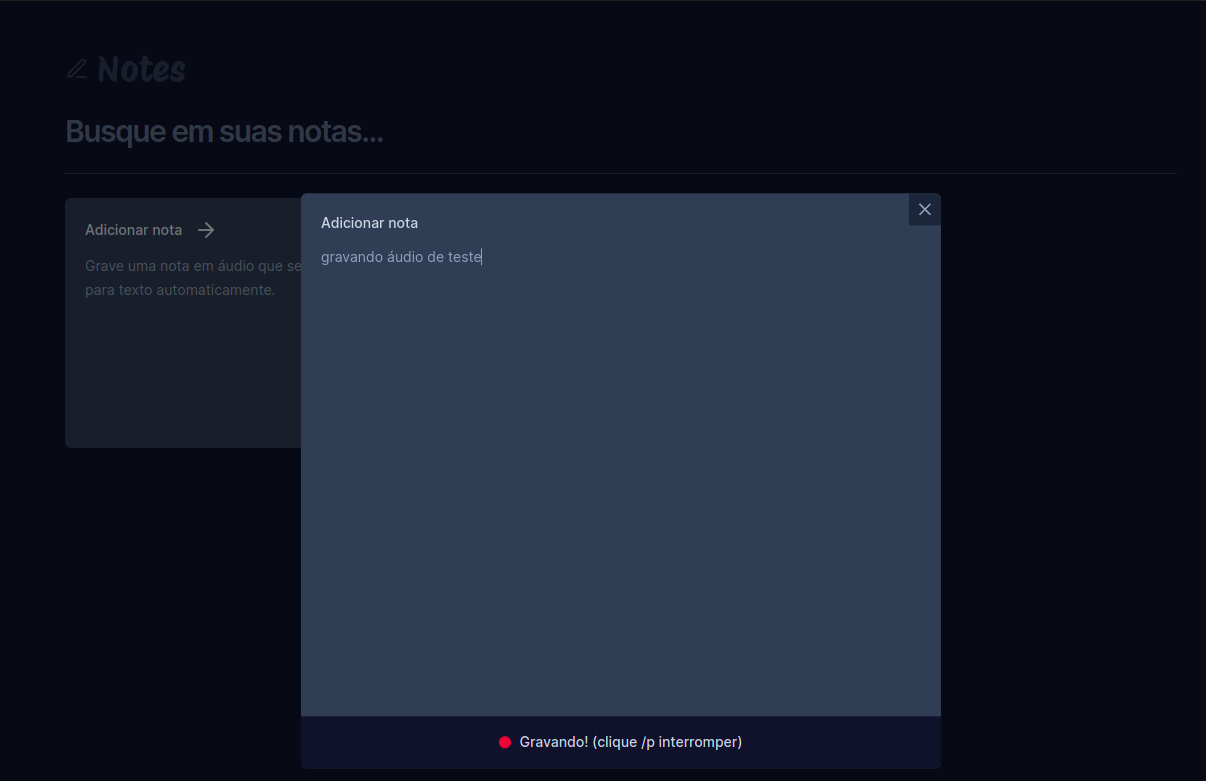 Notes
Busque em suas notas...
Adicionar nota
Grave uma nota em áudio que se
para texto automaticamente.
Adicionar nota
gravando áudio de teste
Gravando! (clique /p interromper)